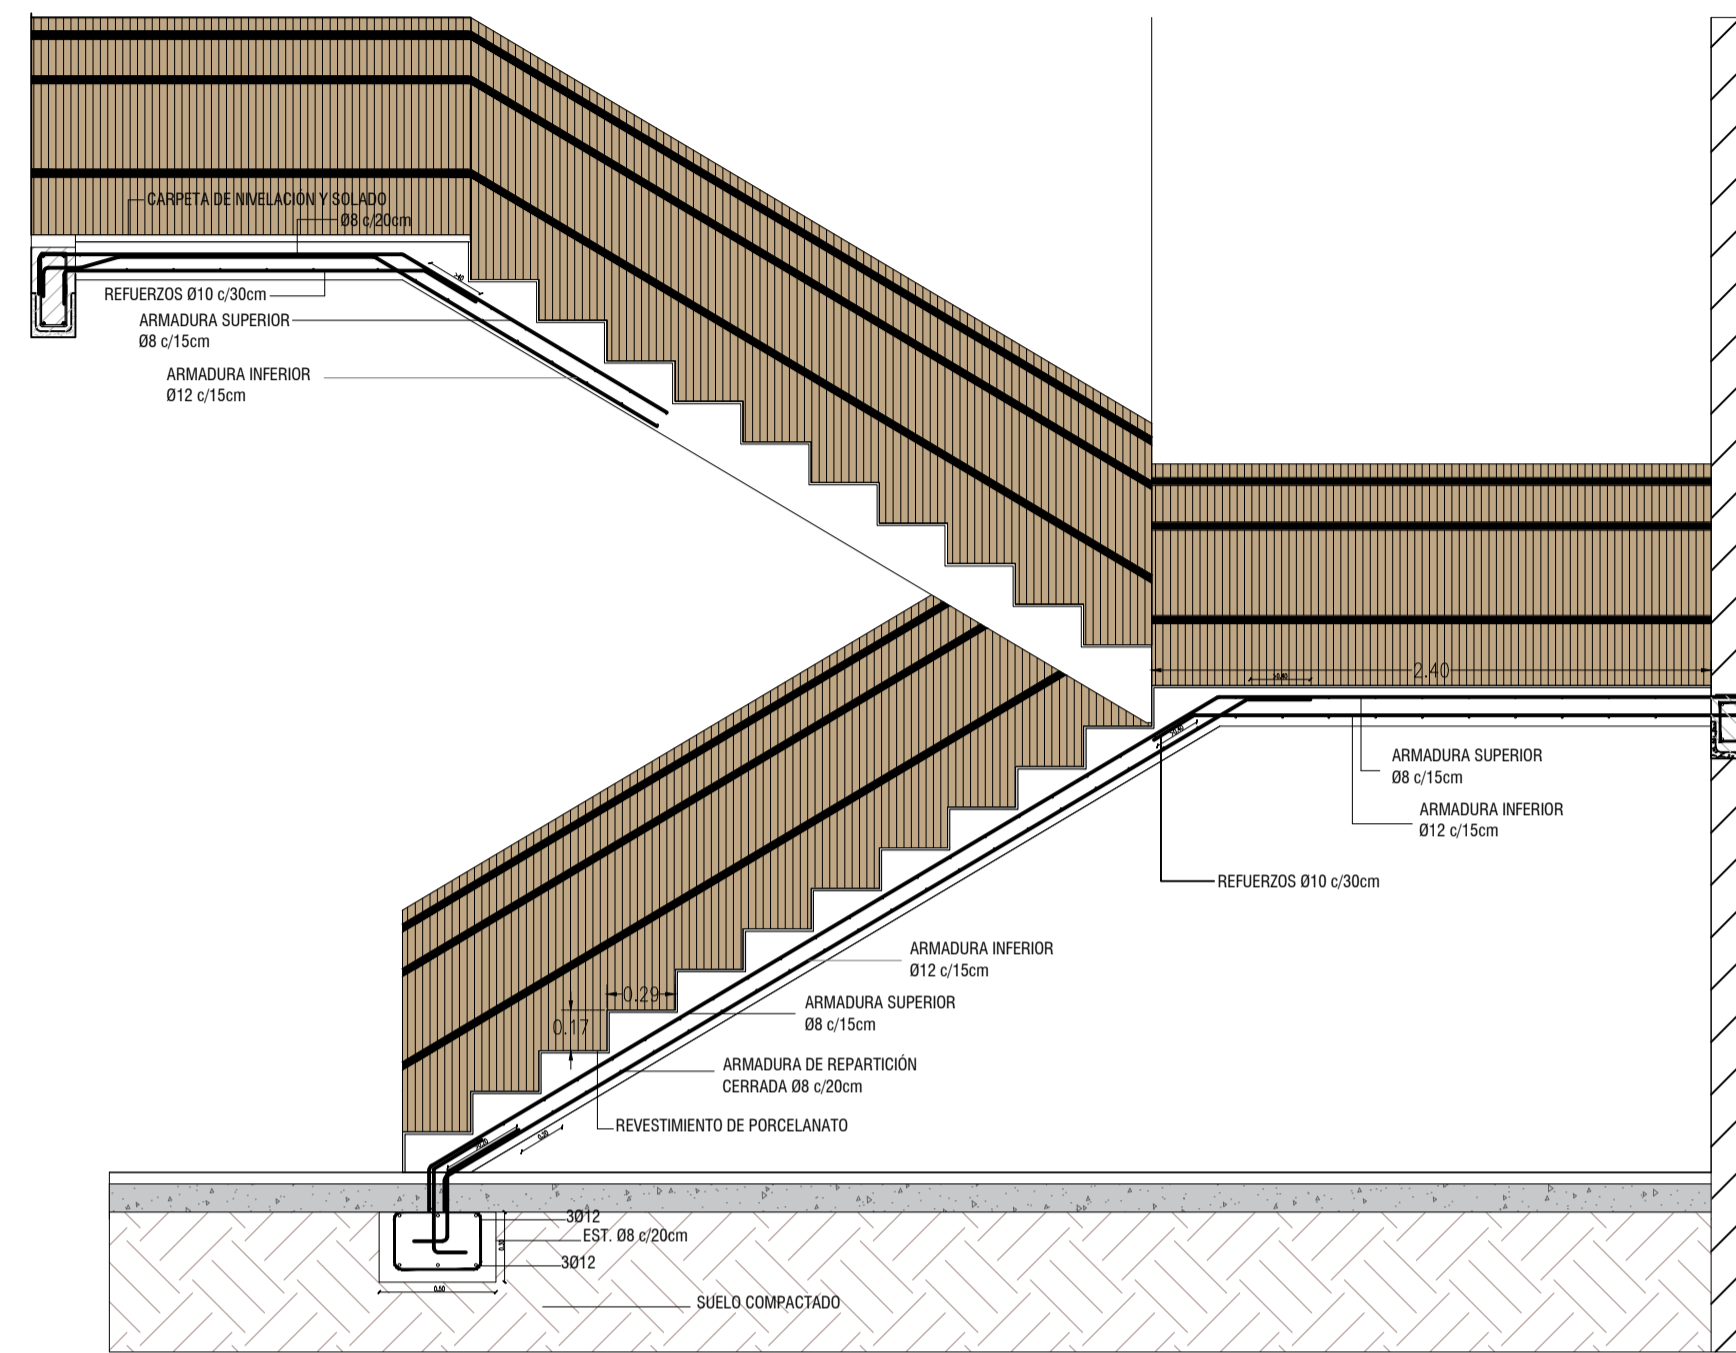 CARPETA DE NIVELACIÓN Y SOLADO
Ø8 c/20cm
REFUERZOS Ø10 c/30cm
ARMADURA SUPERIOR
Ø8 c/15cm
ARMADURA INFERIOR
Ø12 c/15cm
2.40
ARMADURA SUPERIOR
Ø8 c/15cm
ARMADURA INFERIOR
Ø12 c/15cm
REFUERZOS Ø10 c/30cm
ARMADURA INFERIOR
Ø12 c/15cm
0.29
ARMADURA SUPERIOR
Ø8 c/15cm
0.17
ARMADURA DE REPARTICIÓN
CERRADA Ø8 c/20cm
REVESTIMIENTO DE PORCELANATO
3Ø12
EST. Ø8 c/20cm
3Ø12
0.50
SUELO COMPACTADO